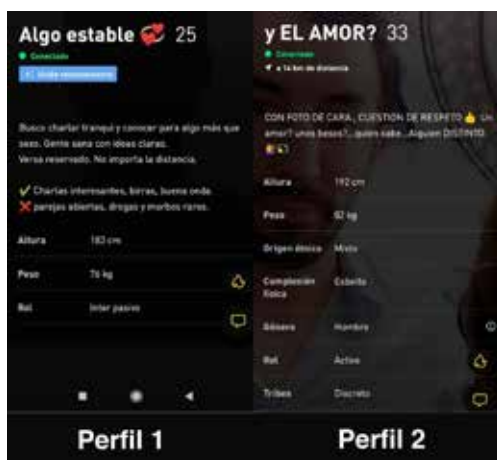 Algo estable 💞 25
Conectado
Busco charlar tranqui y conocer para algo más que
sexo. Gente sana con ideas claras.
Versa reservado. No importa la distancia.
✔ Charlas interesantes, birras, buena onda.
❌ parejas abiertas, drogas y morbos raros.
Altura 183 cm
Peso 76 kg
Rol Inter pasivo
Perfil 1
y EL AMOR? 33
Conectado
a 14 km de distancia
CON FOTO DE CARA., CUESTION DE RESPETO 👍 Un
amor? unos besos?...quien sabe...Alguien DISTINTO
Altura 192 cm
Peso 82 kg
Origen étnico Mixto
Complexión Esbelto
física
Género Hombre
Rol Activo
Tribus Discreto
Perfil 2